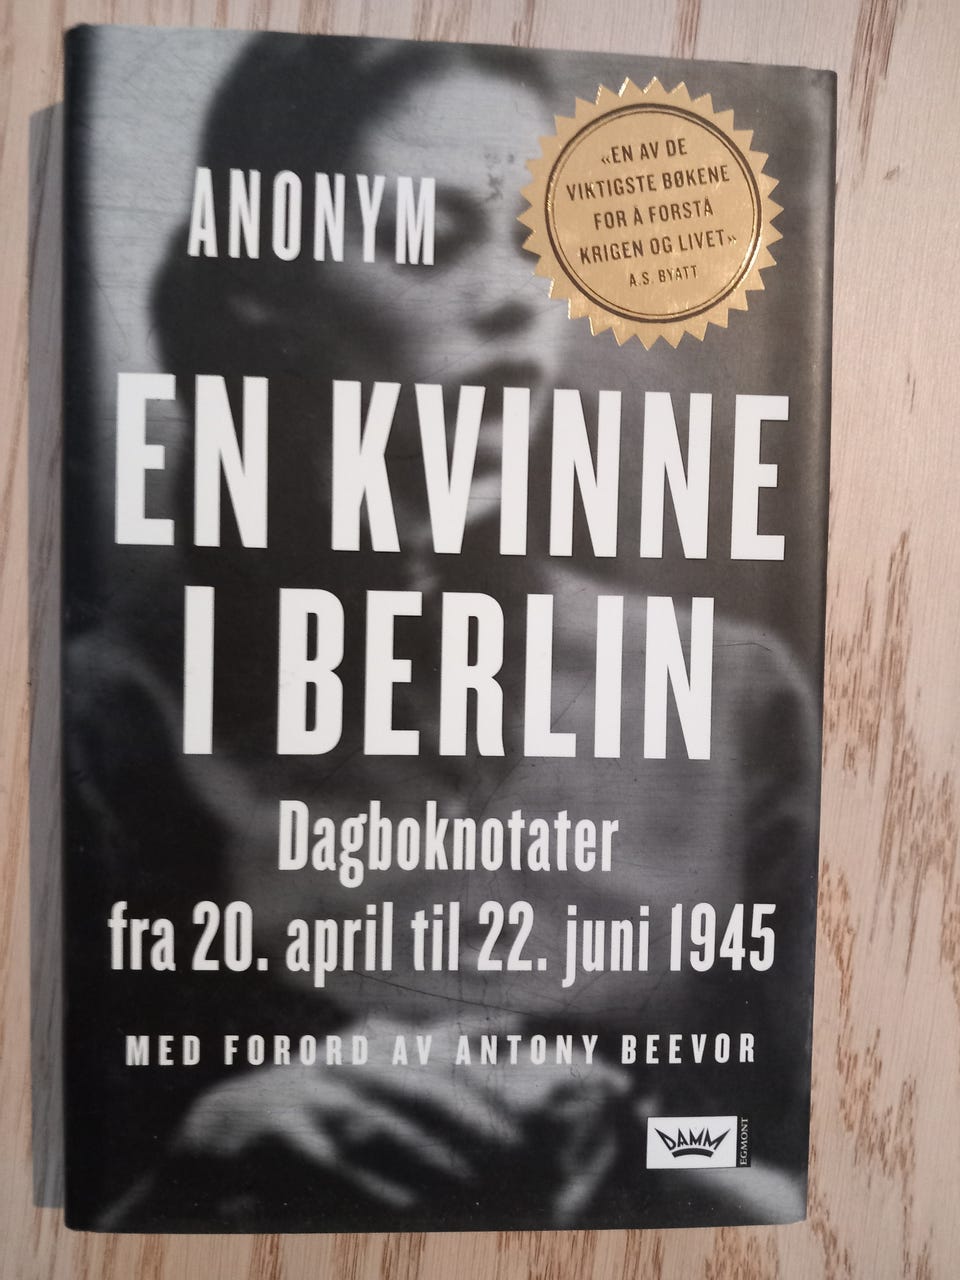 ANONYM
«EN AV DE
VIKTIGSTE BØKENE
FOR Å FORSTÅ
KRIGEN OG LIVET»
A.S. BYATT
EN KVINNE
I BERLIN
Dagboknotater
fra 20. april til 22. juni 1945
MED FORORD AV ANTONY BEEVOR
DAMM
EGMONT